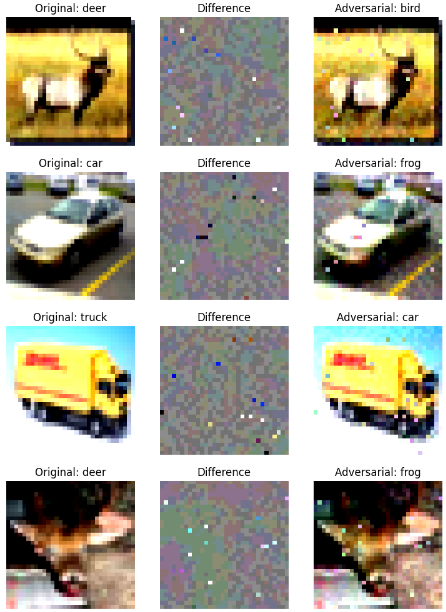 Original: deer
Difference
Adversarial: bird
Original: car
Difference
Adversarial: frog
Original: truck
Difference
Adversarial: car
Original: deer
Difference
Adversarial: frog